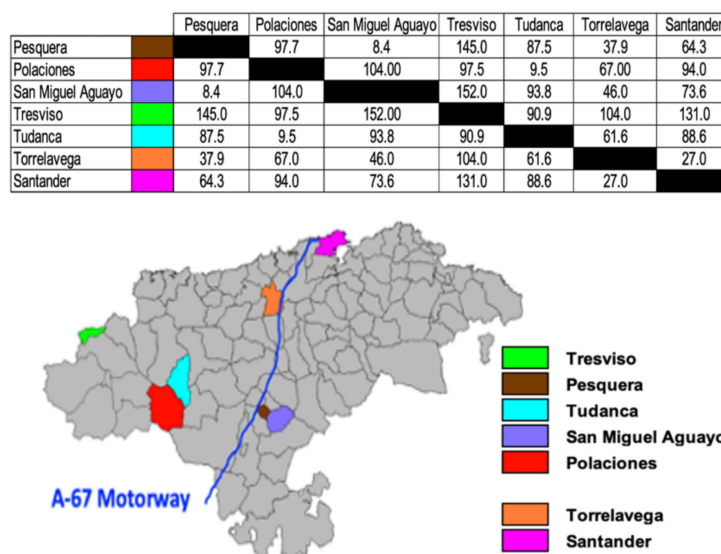 Pesquera Polaciones San Miguel Aguayo Tresviso Tudanca Torrelavega Santander
Pesquera 97.7 8.4 145.0 87.5 37.9 64.3
Polaciones 97.7 104.00 97.5 9.5 67.00 94.0
San Miguel Aguayo 8.4 104.0 152.0 93.8 46.0 73.6
Tresviso 145.0 97.5 152.00 90.9 104.0 131.0
Tudanca 87.5 9.5 93.8 90.9 61.6 88.6
Torrelavega 37.9 67.0 46.0 104.0 61.6 27.0
Santander 64.3 94.0 73.6 131.0 88.6 27.0
A-67 Motorway
Tresviso
Pesquera
Tudanca
San Miguel Aguayo
Polaciones
Torrelavega
Santander